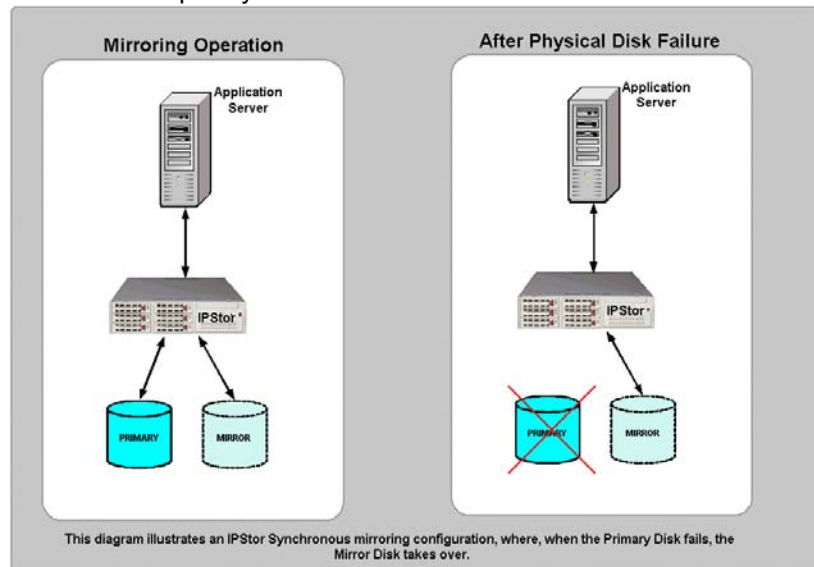 Mirroring Operation
Application
Server
IPStor
PRIMARY
MIRROR
After Physical Disk Failure
Application
Server
IPStor
PRIMARY
MIRROR
This diagram illustrates an IPStor Synchronous mirroring configuration, where, when the Primary Disk fails, the
Mirror Disk takes over.